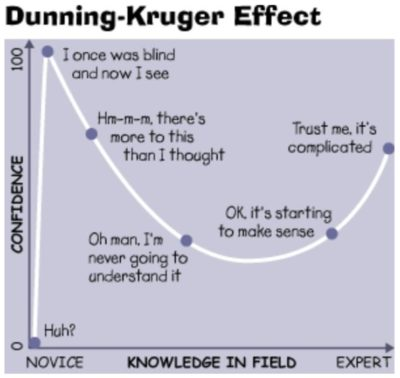 Dunning-Kruger Effect
100
I once was blind
and now I see
Hm-m-m, there's
more to this
than I thought
Trust me, it's
complicated
CONFIDENCE
OK, it's starting
to make sense
Oh man, I'm
never going to
understand it
Huh?
0
NOVICE
KNOWLEDGE IN FIELD
EXPERT